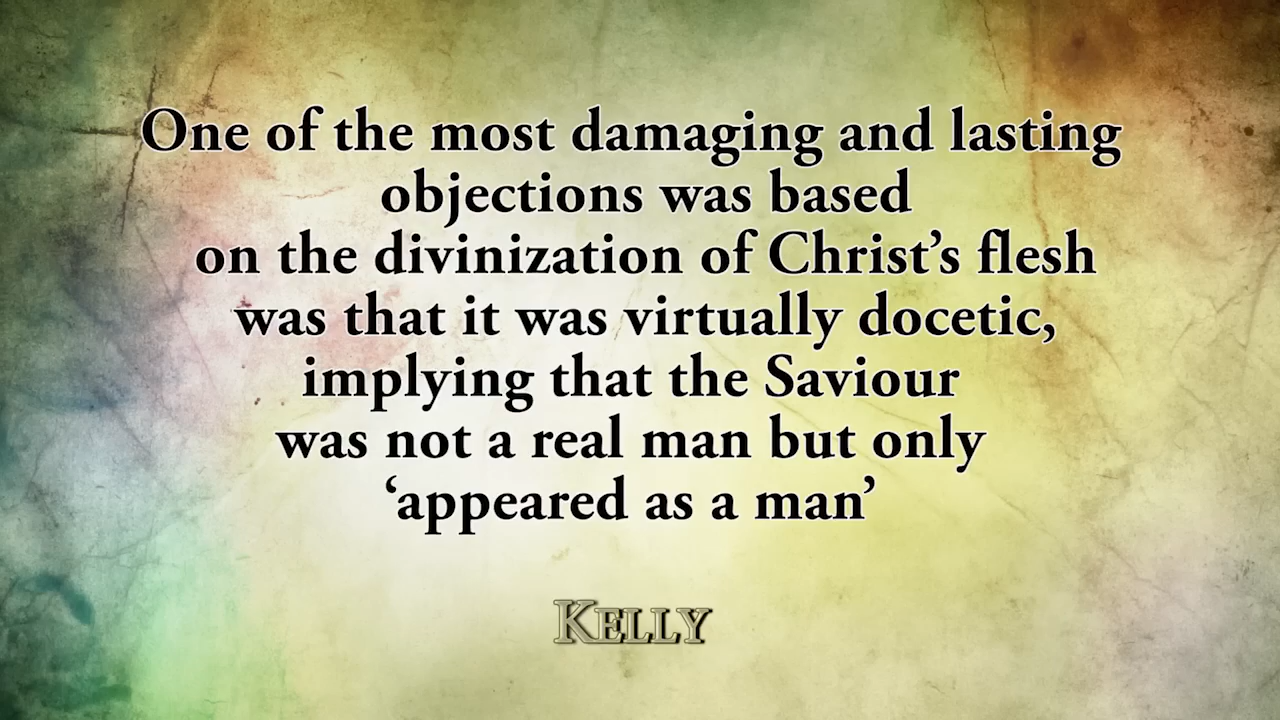 One of the most damaging and lasting
objections was based
on the divinization of Christ’s flesh
was that it was virtually docetic,
implying that the Saviour
was not a real man but only
‘appeared as a man’
Kelly